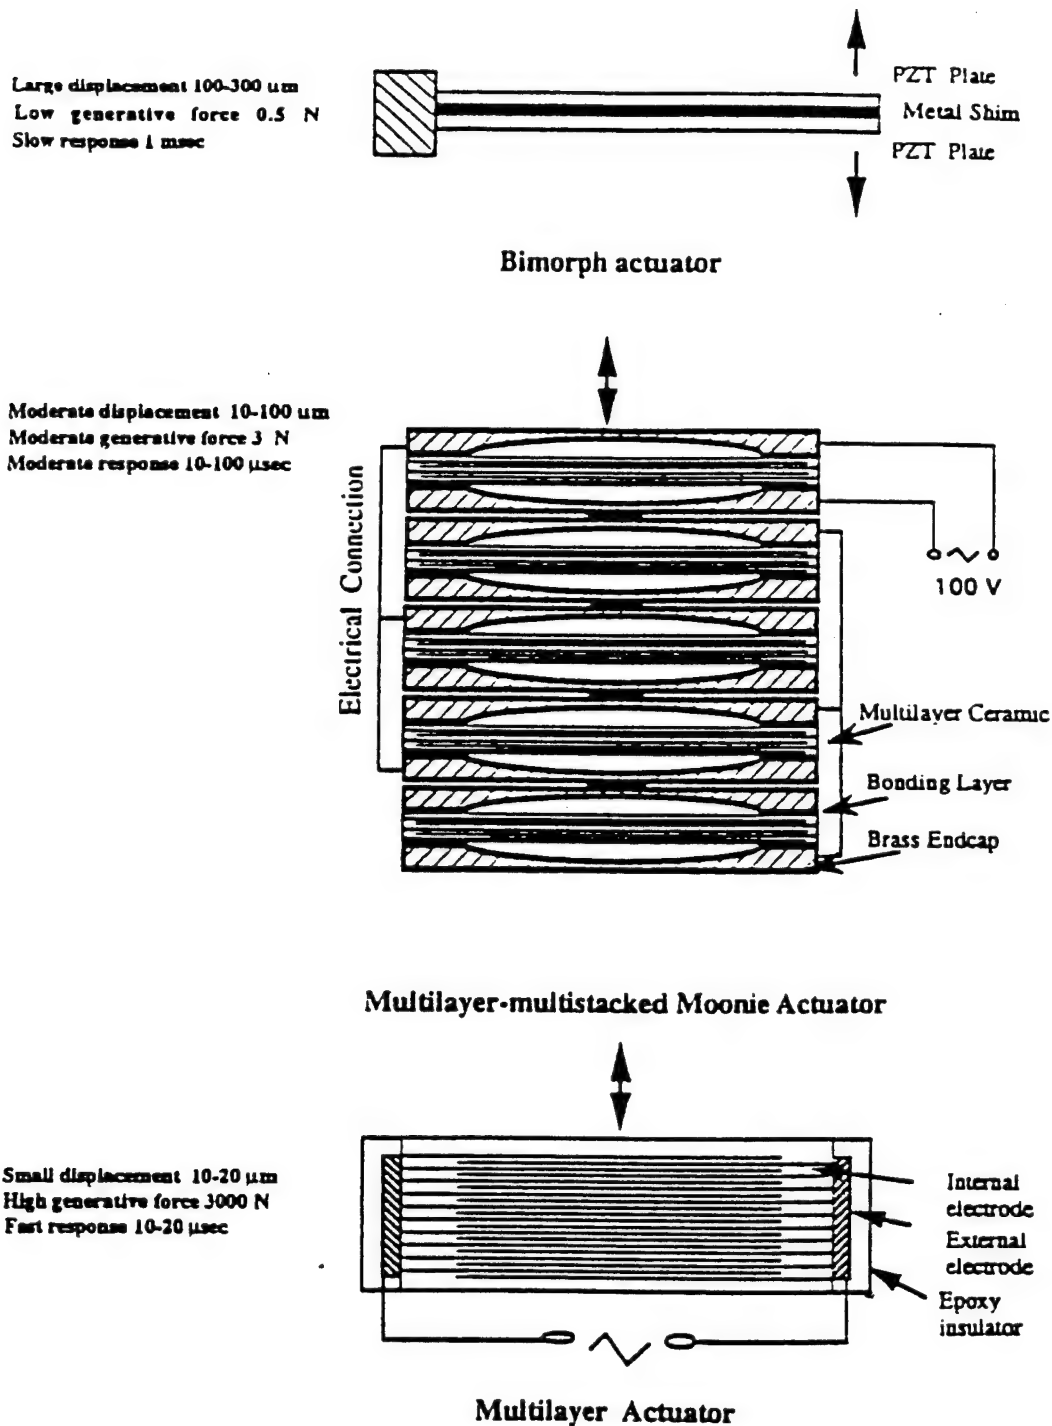 Large displacement 100-300 um
Low generative force 0.5 N
Slow response 1 msec
PZT Plate
Metal Shim
PZT Plate
Bimorph actuator
Moderate displacement 10-100 um
Moderate generative force 3 N
Moderate response 10-100 μsec
Electrical Connection
100 V
Multilayer Ceramic
Bonding Layer
Brass Endcap
Multilayer-multistacked Moonie Actuator
Small displacement 10-20 μm
High generative force 3000 N
Fast response 10-20 μsec
Internal
electrode
External
electrode
Epoxy
insulator
Multilayer Actuator